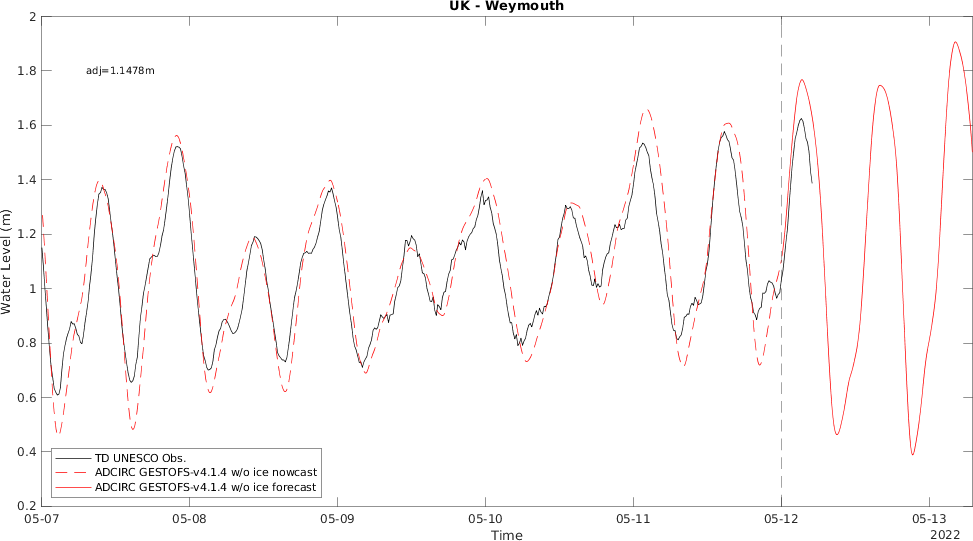 UK - Weymouth
2
1.8
1.6
1.4
1.2
1
0.8
0.6
0.4
0.2
Water Level (m)
adj=1.1478m
TD UNESCO Obs.
ADCIRC GESTOFS-v4.1.4 w/o ice nowcast
ADCIRC GESTOFS-v4.1.4 w/o ice forecast
05-07 05-08 05-09 05-10 05-11 05-12 05-13
Time
2022